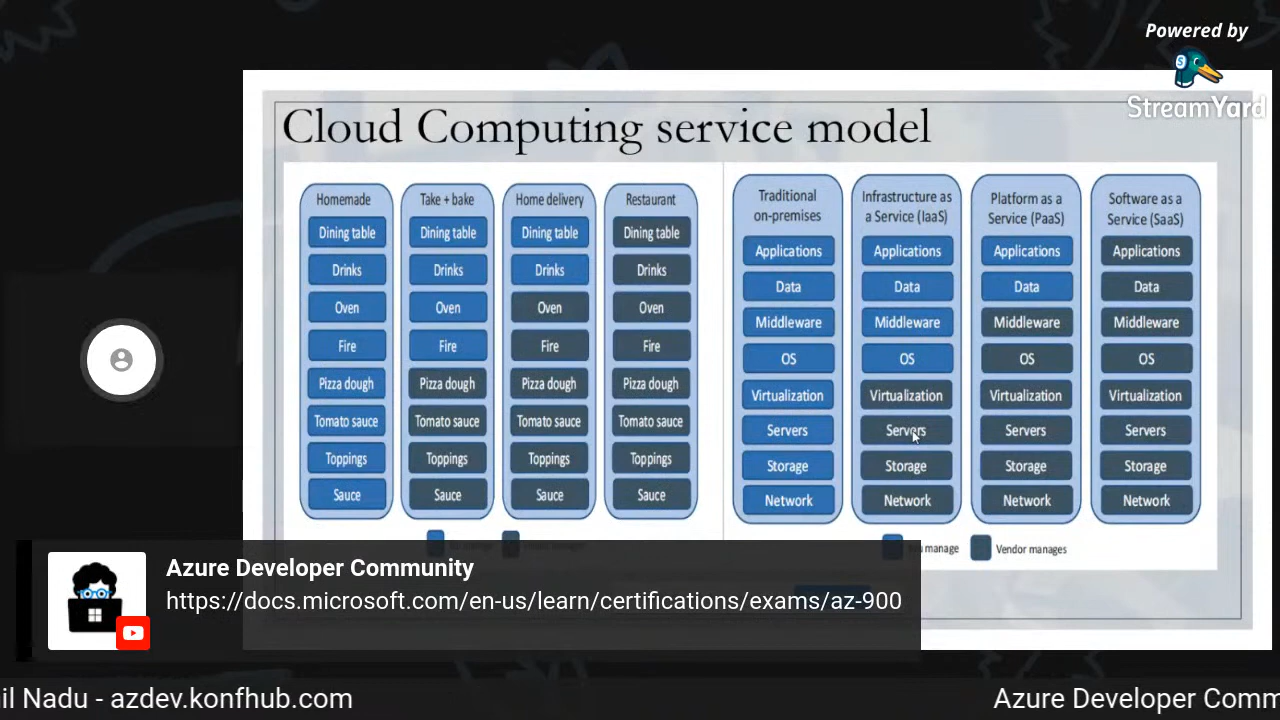 Powered by
StreamYard
Cloud Computing service model
Homemade
Dining table
Drinks
Oven
Fire
Pizza dough
Tomato sauce
Toppings
Sauce
Take + bake
Dining table
Drinks
Oven
Fire
Pizza dough
Tomato sauce
Toppings
Sauce
Home delivery
Dining table
Drinks
Oven
Fire
Pizza dough
Tomato sauce
Toppings
Sauce
Restaurant
Dining table
Drinks
Oven
Fire
Pizza dough
Tomato sauce
Toppings
Sauce
Traditional
on-premises
Applications
Data
Middleware
OS
Virtualization
Servers
Storage
Network
Infrastructure as
a Service (IaaS)
Applications
Data
Middleware
OS
Virtualization
Servers
Storage
Network
Platform as a
Service (PaaS)
Applications
Data
Middleware
OS
Virtualization
Servers
Storage
Network
Software as a
Service (SaaS)
Applications
Data
Middleware
OS
Virtualization
Servers
Storage
Network
manage
Vendor manages
Azure Developer Community
https://docs.microsoft.com/en-us/learn/certifications/exams/az-900
il Nadu - azdev.konfhub.com
Azure Developer Comm